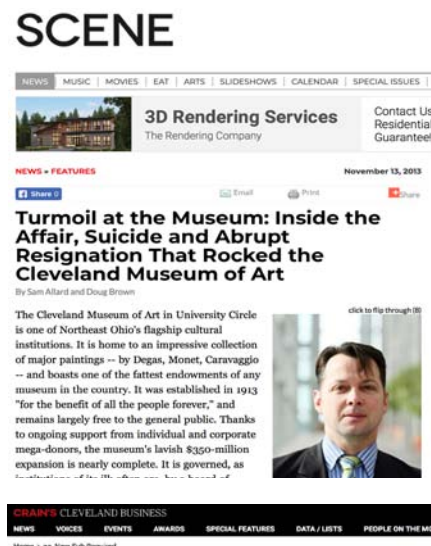 SCENE
NEWS MUSIC MOVIES EAT ARTS SLIDESHOWS CALENDAR SPECIAL ISSUES
3D Rendering Services
The Rendering Company
Contact Us
Residential
Guarantee
NEWS » FEATURES November 13, 2013
Share 0 Email Print Share
Turmoil at the Museum: Inside the
Affair, Suicide and Abrupt
Resignation That Rocked the
Cleveland Museum of Art
By Sam Allard and Doug Brown
click to flip through (8)
The Cleveland Museum of Art in University Circle
is one of Northeast Ohio's flagship cultural
institutions. It is home to an impressive collection
of major paintings -- by Degas, Monet, Caravaggio
-- and boasts one of the fattest endowments of any
museum in the country. It was established in 1913
"for the benefit of all the people forever," and
remains largely free to the general public. Thanks
to ongoing support from individual and corporate
mega-donors, the museum's lavish $350-million
expansion is nearly complete. It is governed, as
CRAIN'S CLEVELAND BUSINESS
NEWS VOICES EVENTS AWARDS SPECIAL FEATURES DATA / LISTS PEOPLE ON THE MO